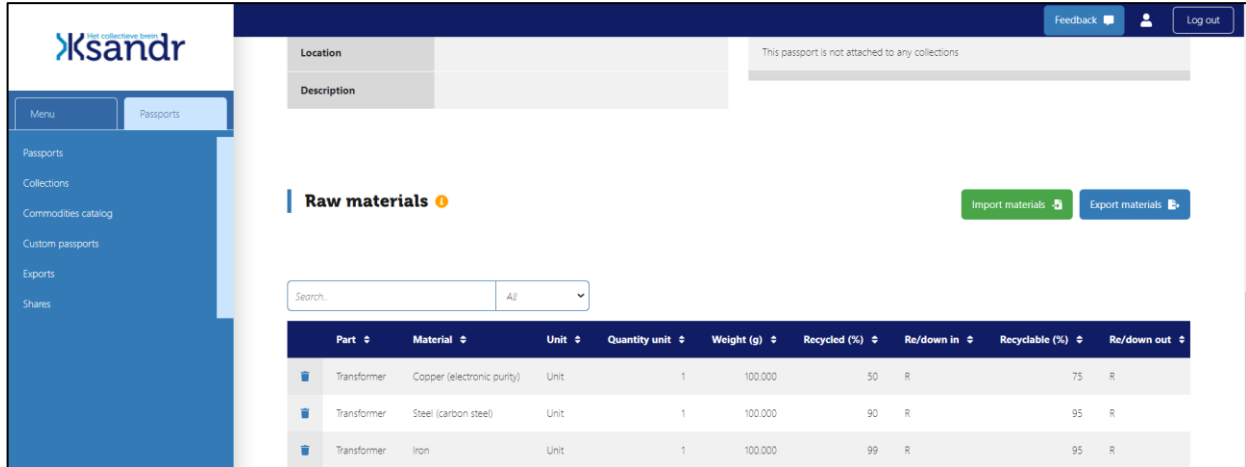 Feedback
Log out
Het collectieve brein
Ksandr
Menu
Passports
Passports
Collections
Commodities catalog
Custom passports
Exports
Shares
Location
Description
This passport is not attached to any collections
Raw materials
Import materials
Export materials
Search..
All
Part Material Unit Quantity unit Weight (g) Recycled (%) Re/down in Recyclable (%) Re/down out
Transformer Copper (electronic purity) Unit 1 100.000 50 R 75 R
Transformer Steel (carbon steel) Unit 1 100.000 90 R 95 R
Transformer Iron Unit 1 100.000 99 R 95 R